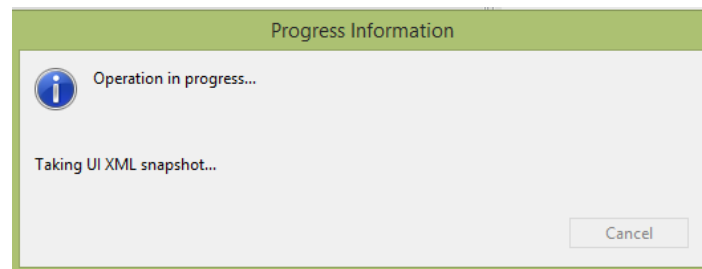 Progress Information
Operation in progress...
Taking UI XML snapshot...
Cancel